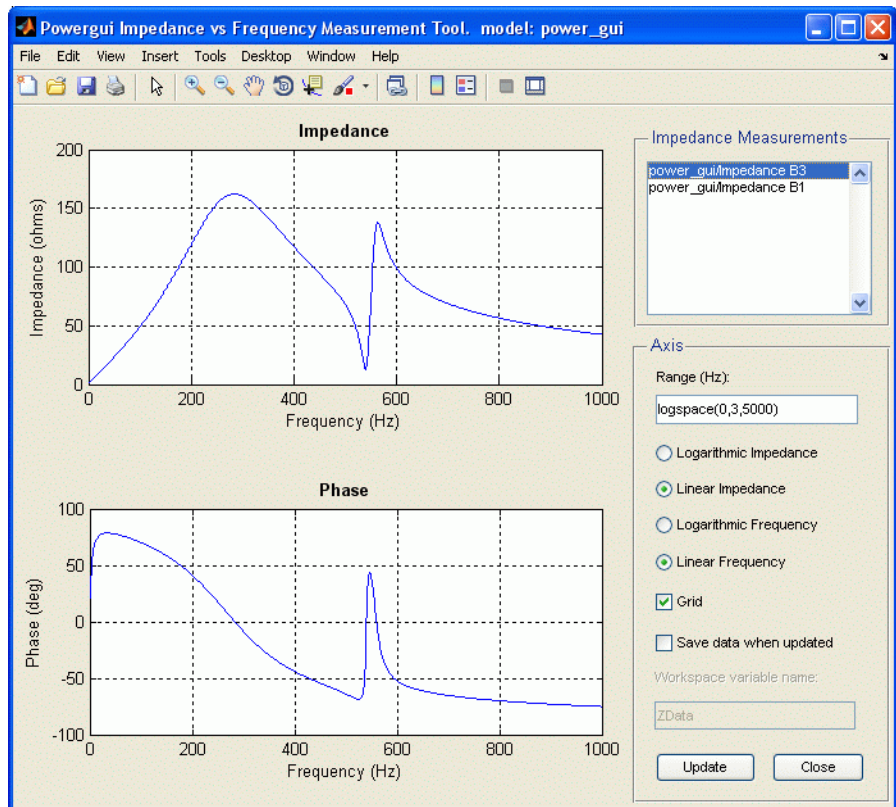 Powergui Impedance vs Frequency Measurement Tool.  model: power_gui
File Edit View Insert Tools Desktop Window Help
Impedance
200
150
100
50
0
Impedance (ohms)
0 200 400 600 800 1000
Frequency (Hz)
Phase
100
50
0
-50
-100
Phase (deg)
0 200 400 600 800 1000
Frequency (Hz)
Impedance Measurements
power_gui/Impedance B3
power_gui/Impedance B1
Axis
Range (Hz):
logspace(0,3,5000)
Logarithmic Impedance
Linear Impedance
Logarithmic Frequency
Linear Frequency
Grid
Save data when updated
Workspace variable name:
ZData
Update Close